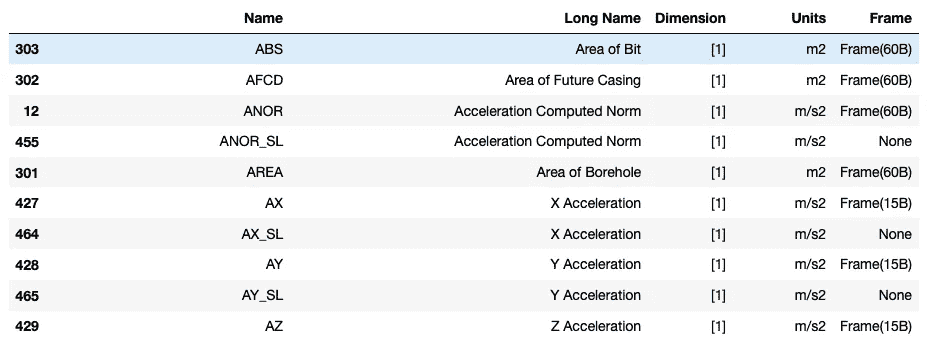 Name Long Name Dimension Units Frame
303 ABS Area of Bit [1] m2 Frame(60B)
302 AFCD Area of Future Casing [1] m2 Frame(60B)
12 ANOR Acceleration Computed Norm [1] m/s2 Frame(60B)
455 ANOR_SL Acceleration Computed Norm [1] m/s2 None
301 AREA Area of Borehole [1] m2 Frame(60B)
427 AX X Acceleration [1] m/s2 Frame(15B)
464 AX_SL X Acceleration [1] m/s2 None
428 AY Y Acceleration [1] m/s2 Frame(15B)
465 AY_SL Y Acceleration [1] m/s2 None
429 AZ Z Acceleration [1] m/s2 Frame(15B)